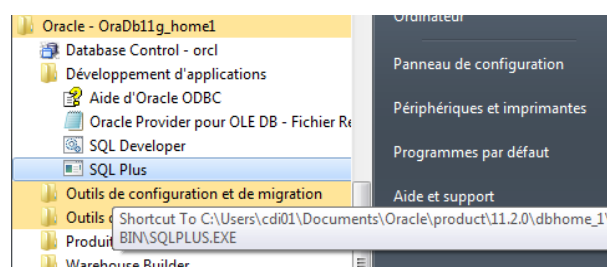 Oracle - OraDb11g_home1
Database Control - orcl
Développement d'applications
Aide d'Oracle ODBC
Oracle Provider pour OLE DB - Fichier Re
SQL Developer
SQL Plus
Outils de configuration et de migration
Outils
Shortcut To C:\Users\cdi01\Documents\Oracle\product\11.2.0\dbhome_1\
BIN\SQLPLUS.EXE
Produit
Warehouse Builder
Ordinateur
Panneau de configuration
Périphériques et imprimantes
Programmes par défaut
Aide et support